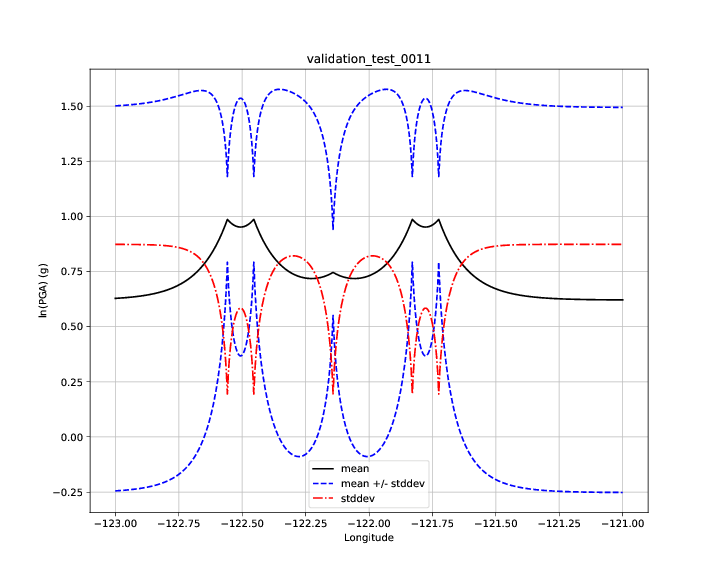 validation_test_0011
ln(PGA) (g)
1.50
1.25
1.00
0.75
0.50
0.25
0.00
−0.25
mean
mean +/- stddev
stddev
−123.00 −122.75 −122.50 −122.25 −122.00 −121.75 −121.50 −121.25 −121.00
Longitude